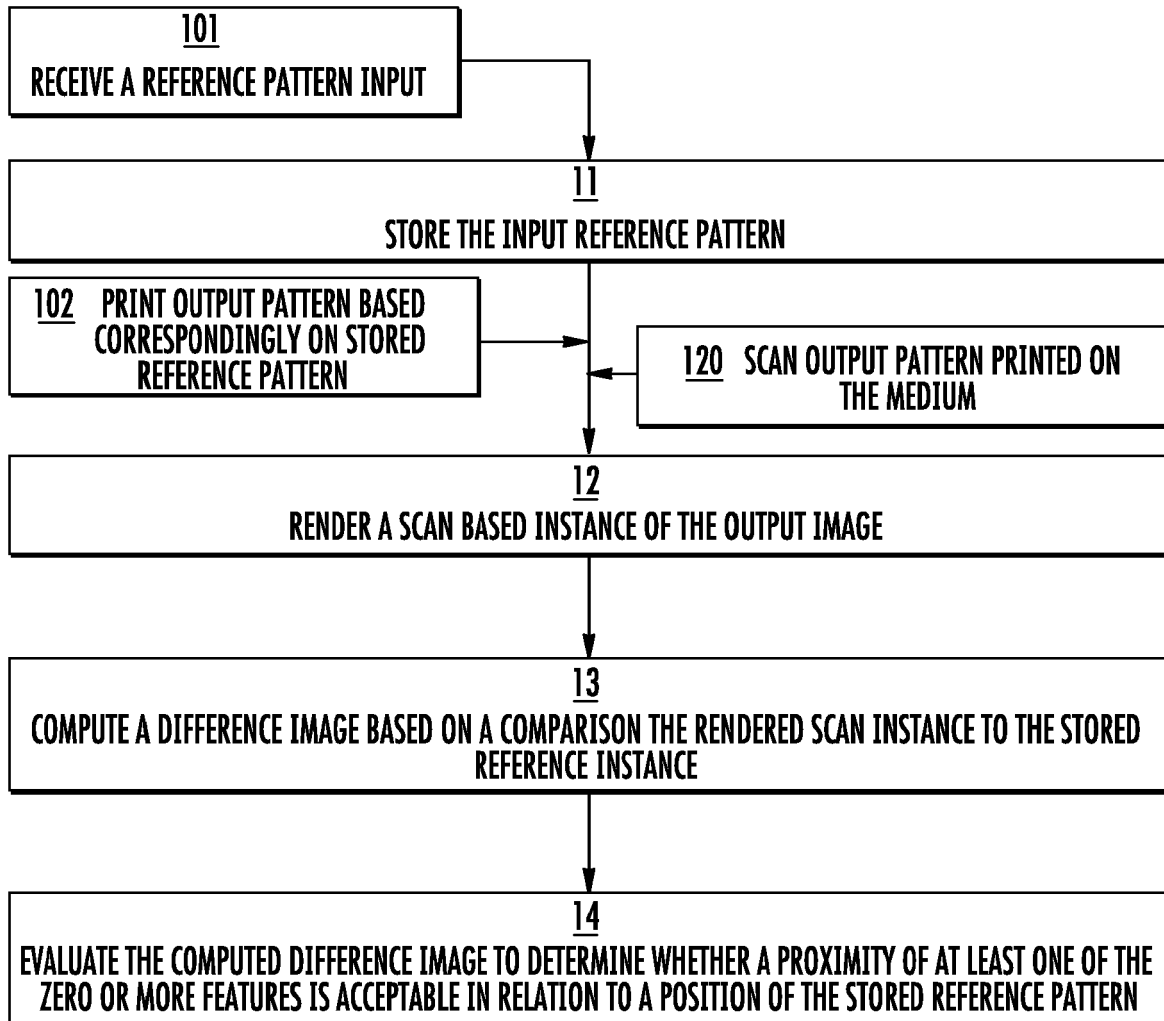 101
RECEIVE A REFERENCE PATTERN INPUT
11
STORE THE INPUT REFERENCE PATTERN
102 PRINT OUTPUT PATTERN BASED
CORRESPONDINGLY ON STORED
REFERENCE PATTERN
120 SCAN OUTPUT PATTERN PRINTED ON
THE MEDIUM
12
RENDER A SCAN BASED INSTANCE OF THE OUTPUT IMAGE
13
COMPUTE A DIFFERENCE IMAGE BASED ON A COMPARISON THE RENDERED SCAN INSTANCE TO THE STORED
REFERENCE INSTANCE
14
EVALUATE THE COMPUTED DIFFERENCE IMAGE TO DETERMINE WHETHER A PROXIMITY OF AT LEAST ONE OF THE
ZERO OR MORE FEATURES IS ACCEPTABLE IN RELATION TO A POSITION OF THE STORED REFERENCE PATTERN